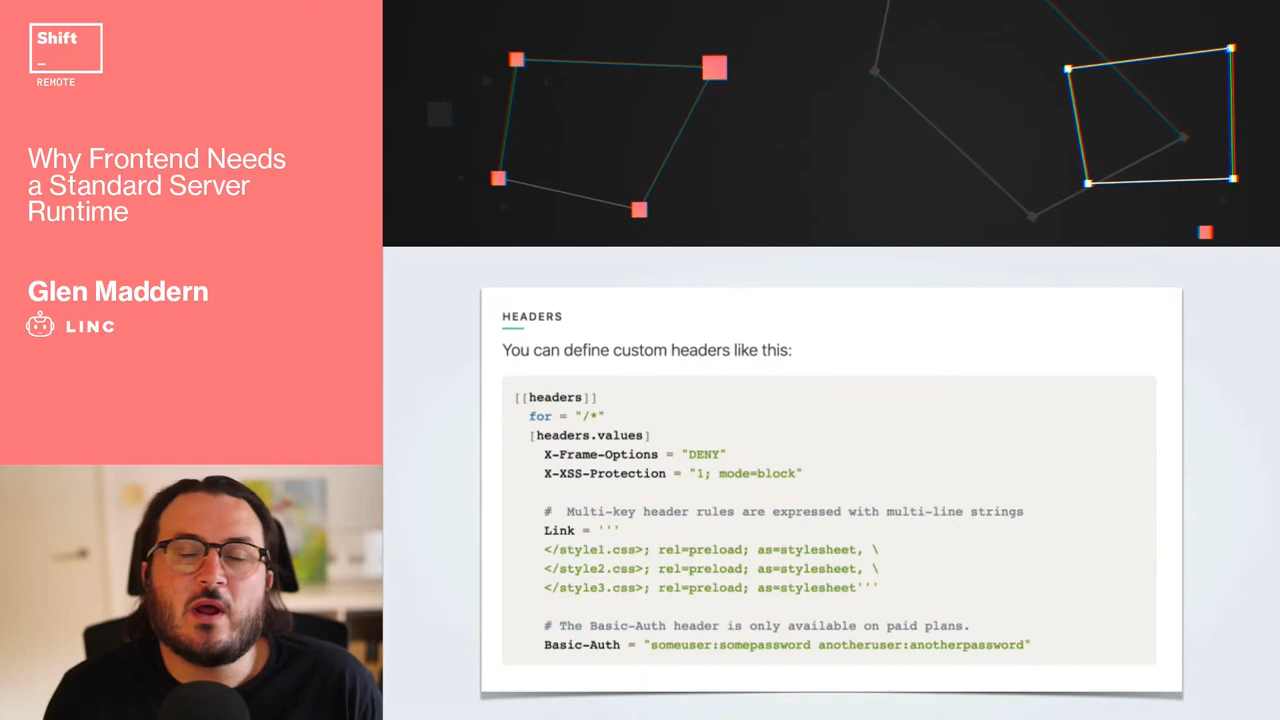 Shift
_
REMOTE
Why Frontend Needs
a Standard Server
Runtime
Glen Maddern
LINC
HEADERS
You can define custom headers like this:
[[headers]]
for = "/*"
[headers.values]
X-Frame-Options = "DENY"
X-XSS-Protection = "1; mode=block"
# Multi-key header rules are expressed with multi-line strings
Link = '''
</style1.css>; rel=preload; as=stylesheet, \
</style2.css>; rel=preload; as=stylesheet, \
</style3.css>; rel=preload; as=stylesheet'''
# The Basic-Auth header is only available on paid plans.
Basic-Auth = "someuser:somepassword anotheruser:anotherpassword"